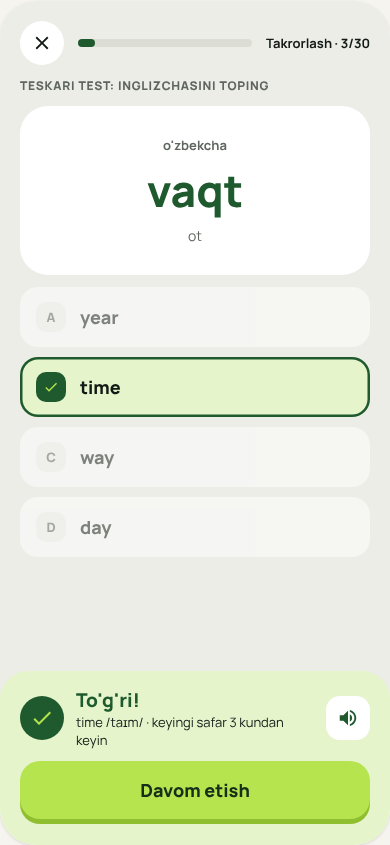 Takrorlash · 3/30
TESKARI TEST: INGLIZCHASINI TOPING
o'zbekcha
vaqt
ot
A year
time
C way
D day
To'g'ri!
time /taɪm/ · keyingi safar 3 kundan
keyin
Davom etish